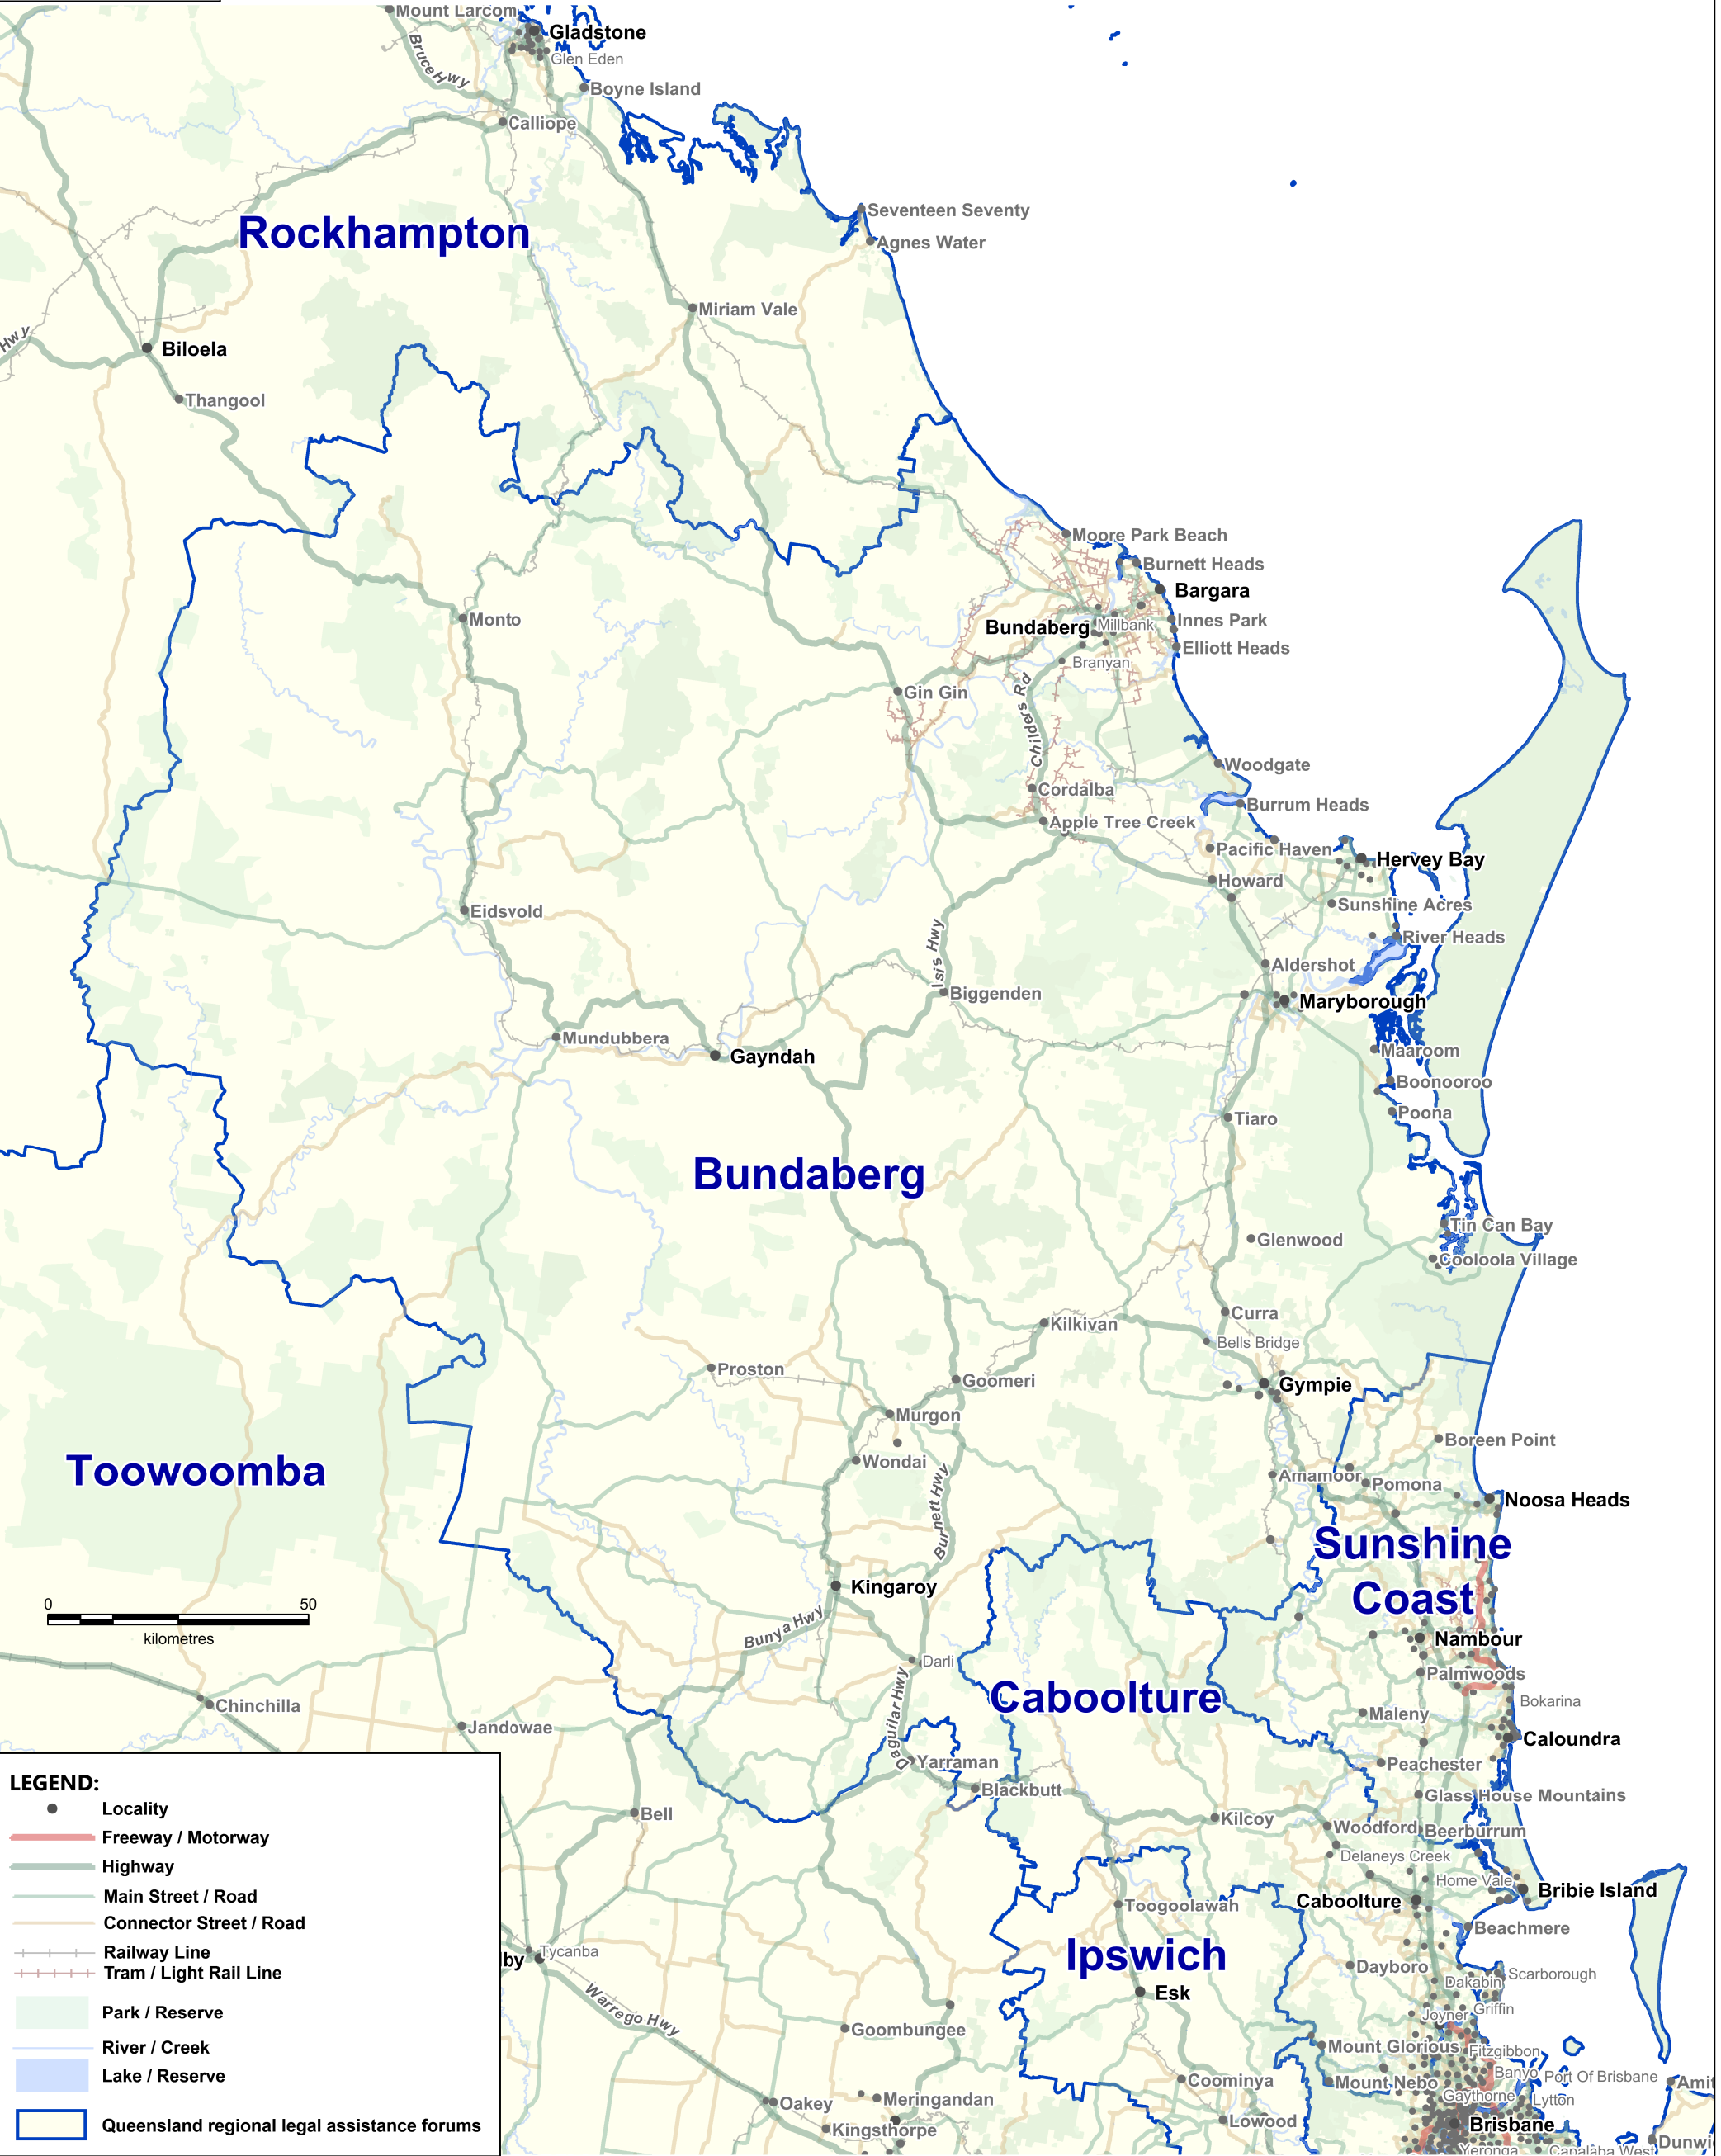 Mount Larcom
Gladstone
Glen Eden
Bruce Hwy
Boyne Island
Calliope
Seventeen Seventy
Rockhampton
Agnes Water
Miriam Vale
Hwy
Biloela
Thangool
Moore Park Beach
Burnett Heads
Bargara
Monto
Innes Park
Bundaberg
Millbank
Elliott Heads
Branyan
Gin Gin
Childers Rd
Woodgate
Cordalba
Burrum Heads
Apple Tree Creek
Pacific Haven
Hervey Bay
Howard
Sunshine Acres
Eidsvold
River Heads
Isis Hwy
Aldershot
Biggenden
Maryborough
Mundubbera
Gayndah
Maaroom
Boonooroo
Poona
Tiaro
Bundaberg
Tin Can Bay
Glenwood
Cooloola Village
Curra
Kilkivan
Bells Bridge
Proston
Goomeri
Gympie
Murgon
Boreen Point
Wondai
Toowoomba
Amamoor
Pomona
Burnett Hwy
Noosa Heads
Sunshine
Coast
Kingaroy
0 50
kilometres
Bunya Hwy
Nambour
Darli
Palmwoods
Caboolture
Bokarina
Chinchilla
Maleny
Jandowae
Daguilar Hwy
Caloundra
Yarraman
Peachester
Blackbutt
Glass House Mountains
Bell
Kilcoy
Woodford
Beerburrum
Delaneys Creek
Home Vale
Bribie Island
Caboolture
Toogoolawah
Beachmere
lby
Tycanba
Ipswich
Dayboro
Scarborough
Dakabin
Esk
Griffin
Joyner
Warrego Hwy
Goombungee
Mount Glorious
Fitzgibbon
Banyo
Port Of Brisbane
Coominya
Mount Nebo
Amit
Gaythorne
Lytton
Meringandan
Oakey
Lowood
Brisbane
Kingsthorpe
Dunwi
Yeronga
Capalaba West
LEGEND:
Locality
Freeway / Motorway
Highway
Main Street / Road
Connector Street / Road
Railway Line
Tram / Light Rail Line
Park / Reserve
River / Creek
Lake / Reserve
Queensland regional legal assistance forums